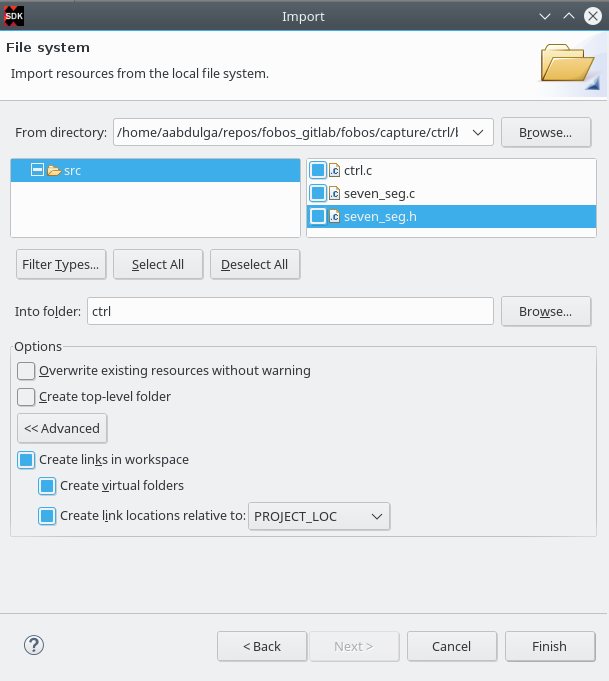 SDK Import
File system
Import resources from the local file system.
From directory: /home/aabdulga/repos/fobos_gitlab/fobos/capture/ctrl/ Browse...
src
.c ctrl.c
.c seven_seg.c
.c seven_seg.h
Filter Types... Select All Deselect All
Into folder: ctrl Browse...
Options
Overwrite existing resources without warning
Create top-level folder
<< Advanced
Create links in workspace
Create virtual folders
Create link locations relative to: PROJECT_LOC
? < Back Next > Cancel Finish